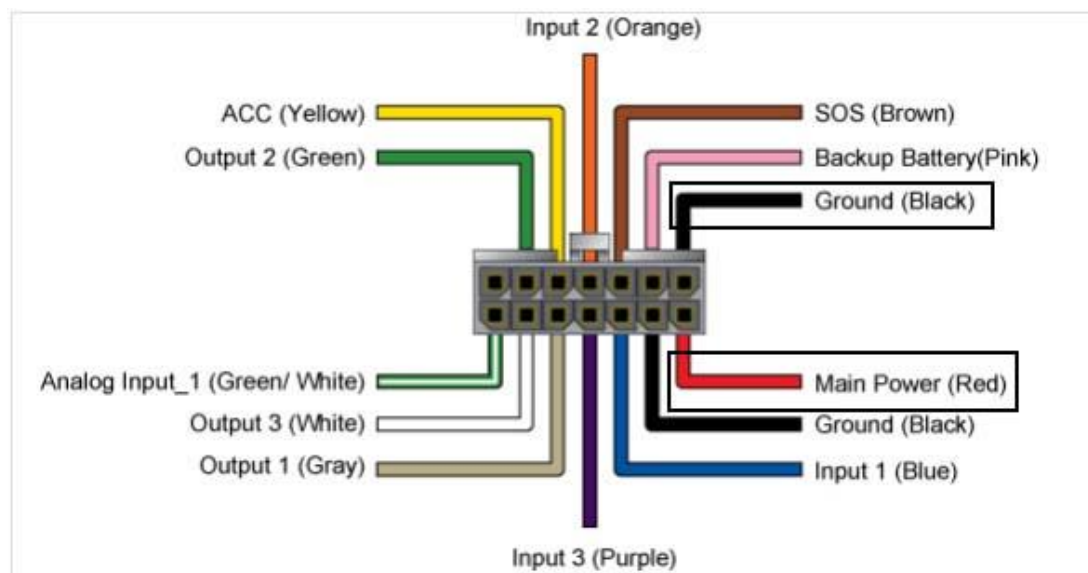 Input 2 (Orange)
ACC (Yellow)
SOS (Brown)
Output 2 (Green)
Backup Battery(Pink)
Ground (Black)
Analog Input_1 (Green/ White)
Main Power (Red)
Output 3 (White)
Ground (Black)
Output 1 (Gray)
Input 1 (Blue)
Input 3 (Purple)